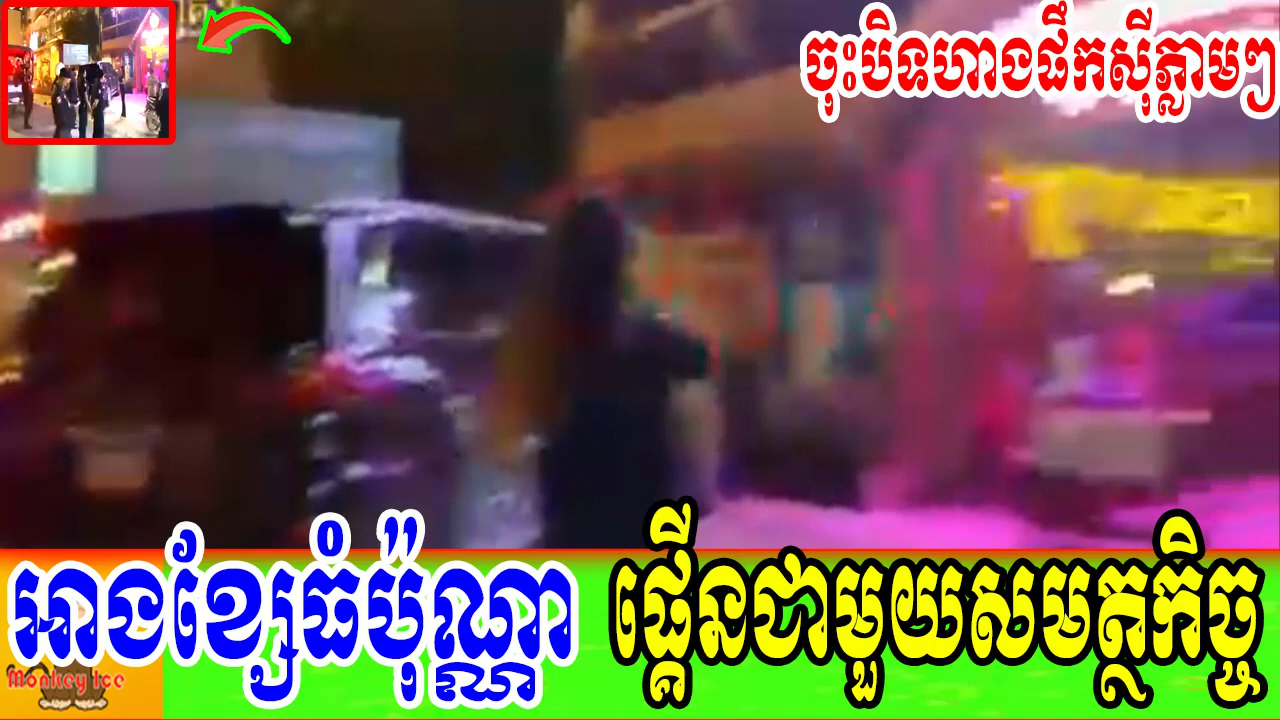 ចុះបិទហាងផឹកស៊ីភ្លាមៗ
អាងខ្សែធំប៉ុណ្ណា ផ្ដើនជាមួយសមត្ថកិច្ច
Monkey Ice